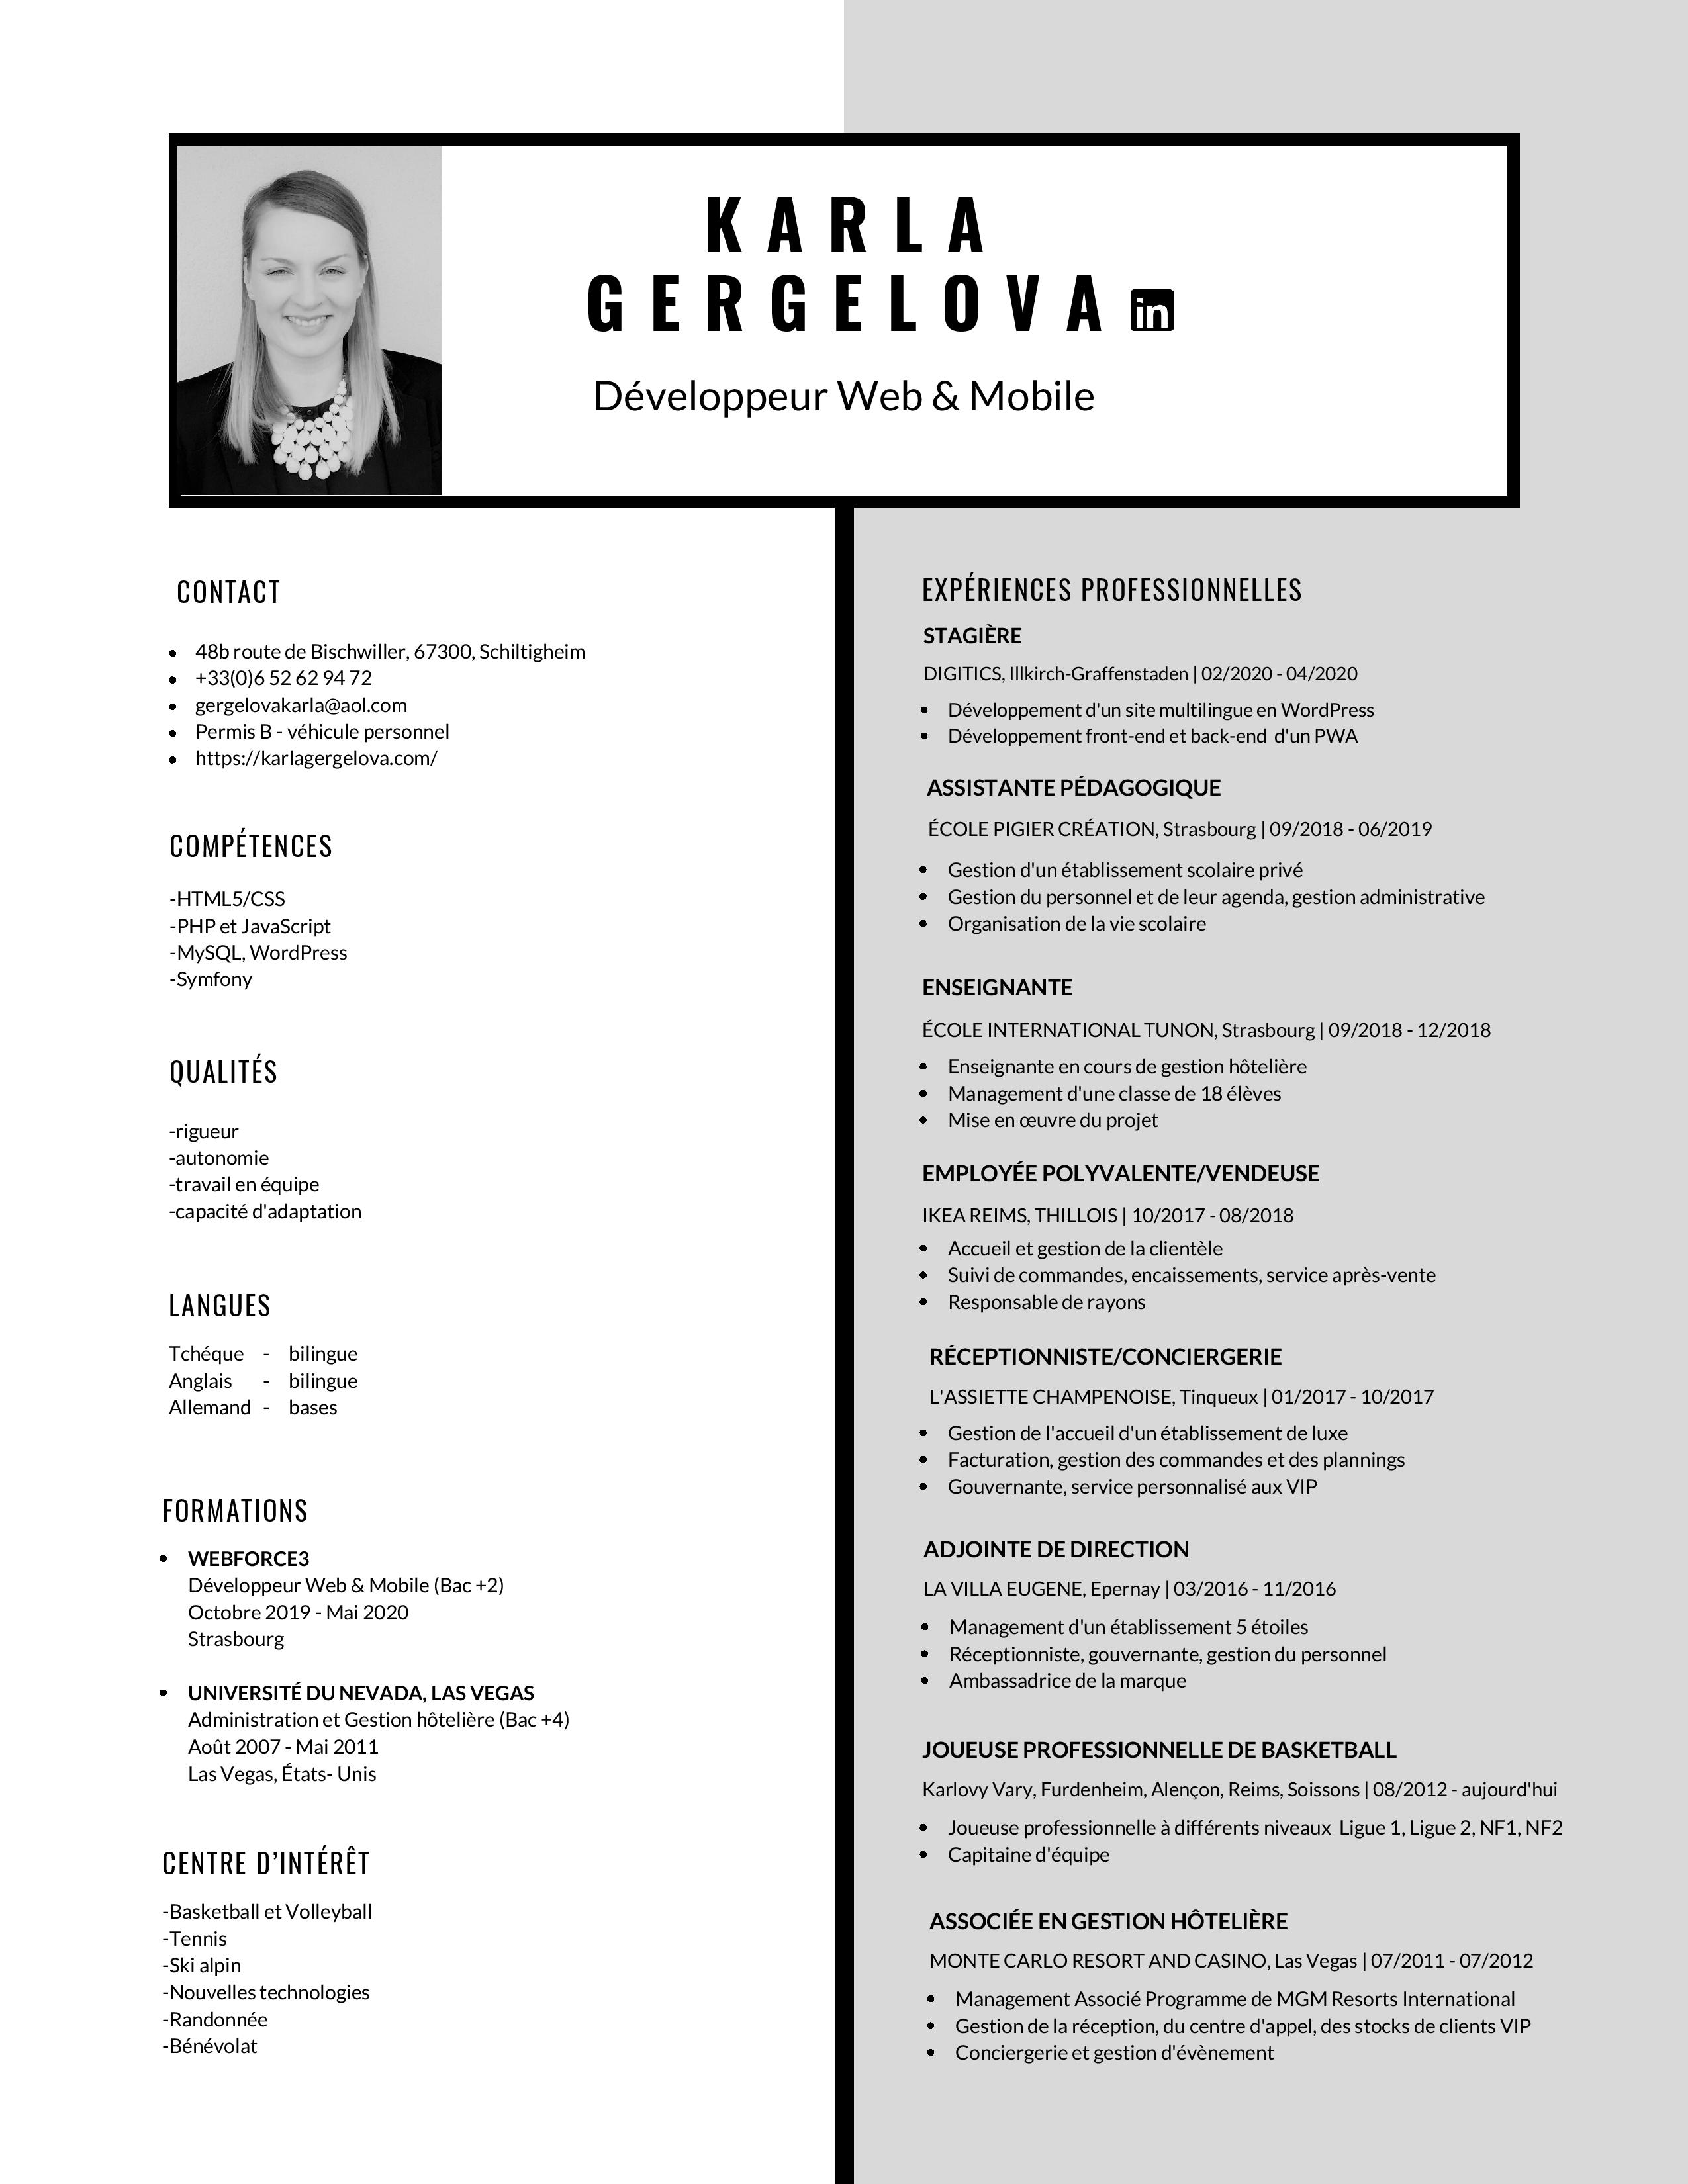 KARLA
GERGELOVA in
Développeur Web & Mobile
CONTACT
• 48b route de Bischwiller, 67300, Schiltigheim
• +33(0)6 52 62 94 72
• gergelovakarla@aol.com
• Permis B - véhicule personnel
• https://karlagergelova.com/
COMPÉTENCES
-HTML5/CSS
-PHP et JavaScript
-MySQL, WordPress
-Symfony
QUALITÉS
-rigueur
-autonomie
-travail en équipe
-capacité d'adaptation
LANGUES
Tchéque - bilingue
Anglais - bilingue
Allemand - bases
FORMATIONS
• WEBFORCE3
Développeur Web & Mobile (Bac +2)
Octobre 2019 - Mai 2020
Strasbourg
• UNIVERSITÉ DU NEVADA, LAS VEGAS
Administration et Gestion hôtelière (Bac +4)
Août 2007 - Mai 2011
Las Vegas, États- Unis
CENTRE D'INTÉRÊT
-Basketball et Volleyball
-Tennis
-Ski alpin
-Nouvelles technologies
-Randonnée
-Bénévolat
EXPÉRIENCES PROFESSIONNELLES
STAGIÈRE
DIGITICS, Illkirch-Graffenstaden | 02/2020 - 04/2020
• Développement d'un site multilingue en WordPress
• Développement front-end et back-end d'un PWA
ASSISTANTE PÉDAGOGIQUE
ÉCOLE PIGIER CRÉATION, Strasbourg | 09/2018 - 06/2019
• Gestion d'un établissement scolaire privé
• Gestion du personnel et de leur agenda, gestion administrative
• Organisation de la vie scolaire
ENSEIGNANTE
ÉCOLE INTERNATIONAL TUNON, Strasbourg | 09/2018 - 12/2018
• Enseignante en cours de gestion hôtelière
• Management d'une classe de 18 élèves
• Mise en œuvre du projet
EMPLOYÉE POLYVALENTE/VENDEUSE
IKEA REIMS, THILLOIS | 10/2017 - 08/2018
• Accueil et gestion de la clientèle
• Suivi de commandes, encaissements, service après-vente
• Responsable de rayons
RÉCEPTIONNISTE/CONCIERGERIE
L'ASSIETTE CHAMPENOISE, Tinqueux | 01/2017 - 10/2017
• Gestion de l'accueil d'un établissement de luxe
• Facturation, gestion des commandes et des plannings
• Gouvernante, service personnalisé aux VIP
ADJOINTE DE DIRECTION
LA VILLA EUGENE, Epernay | 03/2016 - 11/2016
• Management d'un établissement 5 étoiles
• Réceptionniste, gouvernante, gestion du personnel
• Ambassadrice de la marque
JOUEUSE PROFESSIONNELLE DE BASKETBALL
Karlovy Vary, Furdenheim, Alençon, Reims, Soissons | 08/2012 - aujourd'hui
• Joueuse professionnelle à différents niveaux Ligue 1, Ligue 2, NF1, NF2
• Capitaine d'équipe
ASSOCIÉE EN GESTION HÔTELIÈRE
MONTE CARLO RESORT AND CASINO, Las Vegas | 07/2011 - 07/2012
• Management Associé Programme de MGM Resorts International
• Gestion de la réception, du centre d'appel, des stocks de clients VIP
• Conciergerie et gestion d'évènement